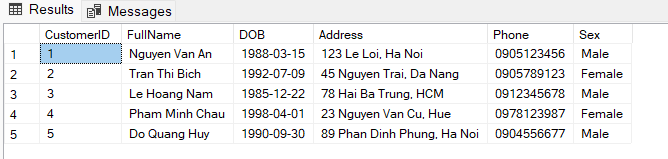 Results Messages
CustomerID FullName DOB Address Phone Sex
1 1 Nguyen Van An 1988-03-15 123 Le Loi, Ha Noi 0905123456 Male
2 2 Tran Thi Bich 1992-07-09 45 Nguyen Trai, Da Nang 0905789123 Female
3 3 Le Hoang Nam 1985-12-22 78 Hai Ba Trung, HCM 0912345678 Male
4 4 Pham Minh Chau 1998-04-01 23 Nguyen Van Cu, Hue 0978123987 Female
5 5 Do Quang Huy 1990-09-30 89 Phan Dinh Phung, Ha Noi 0904556677 Male